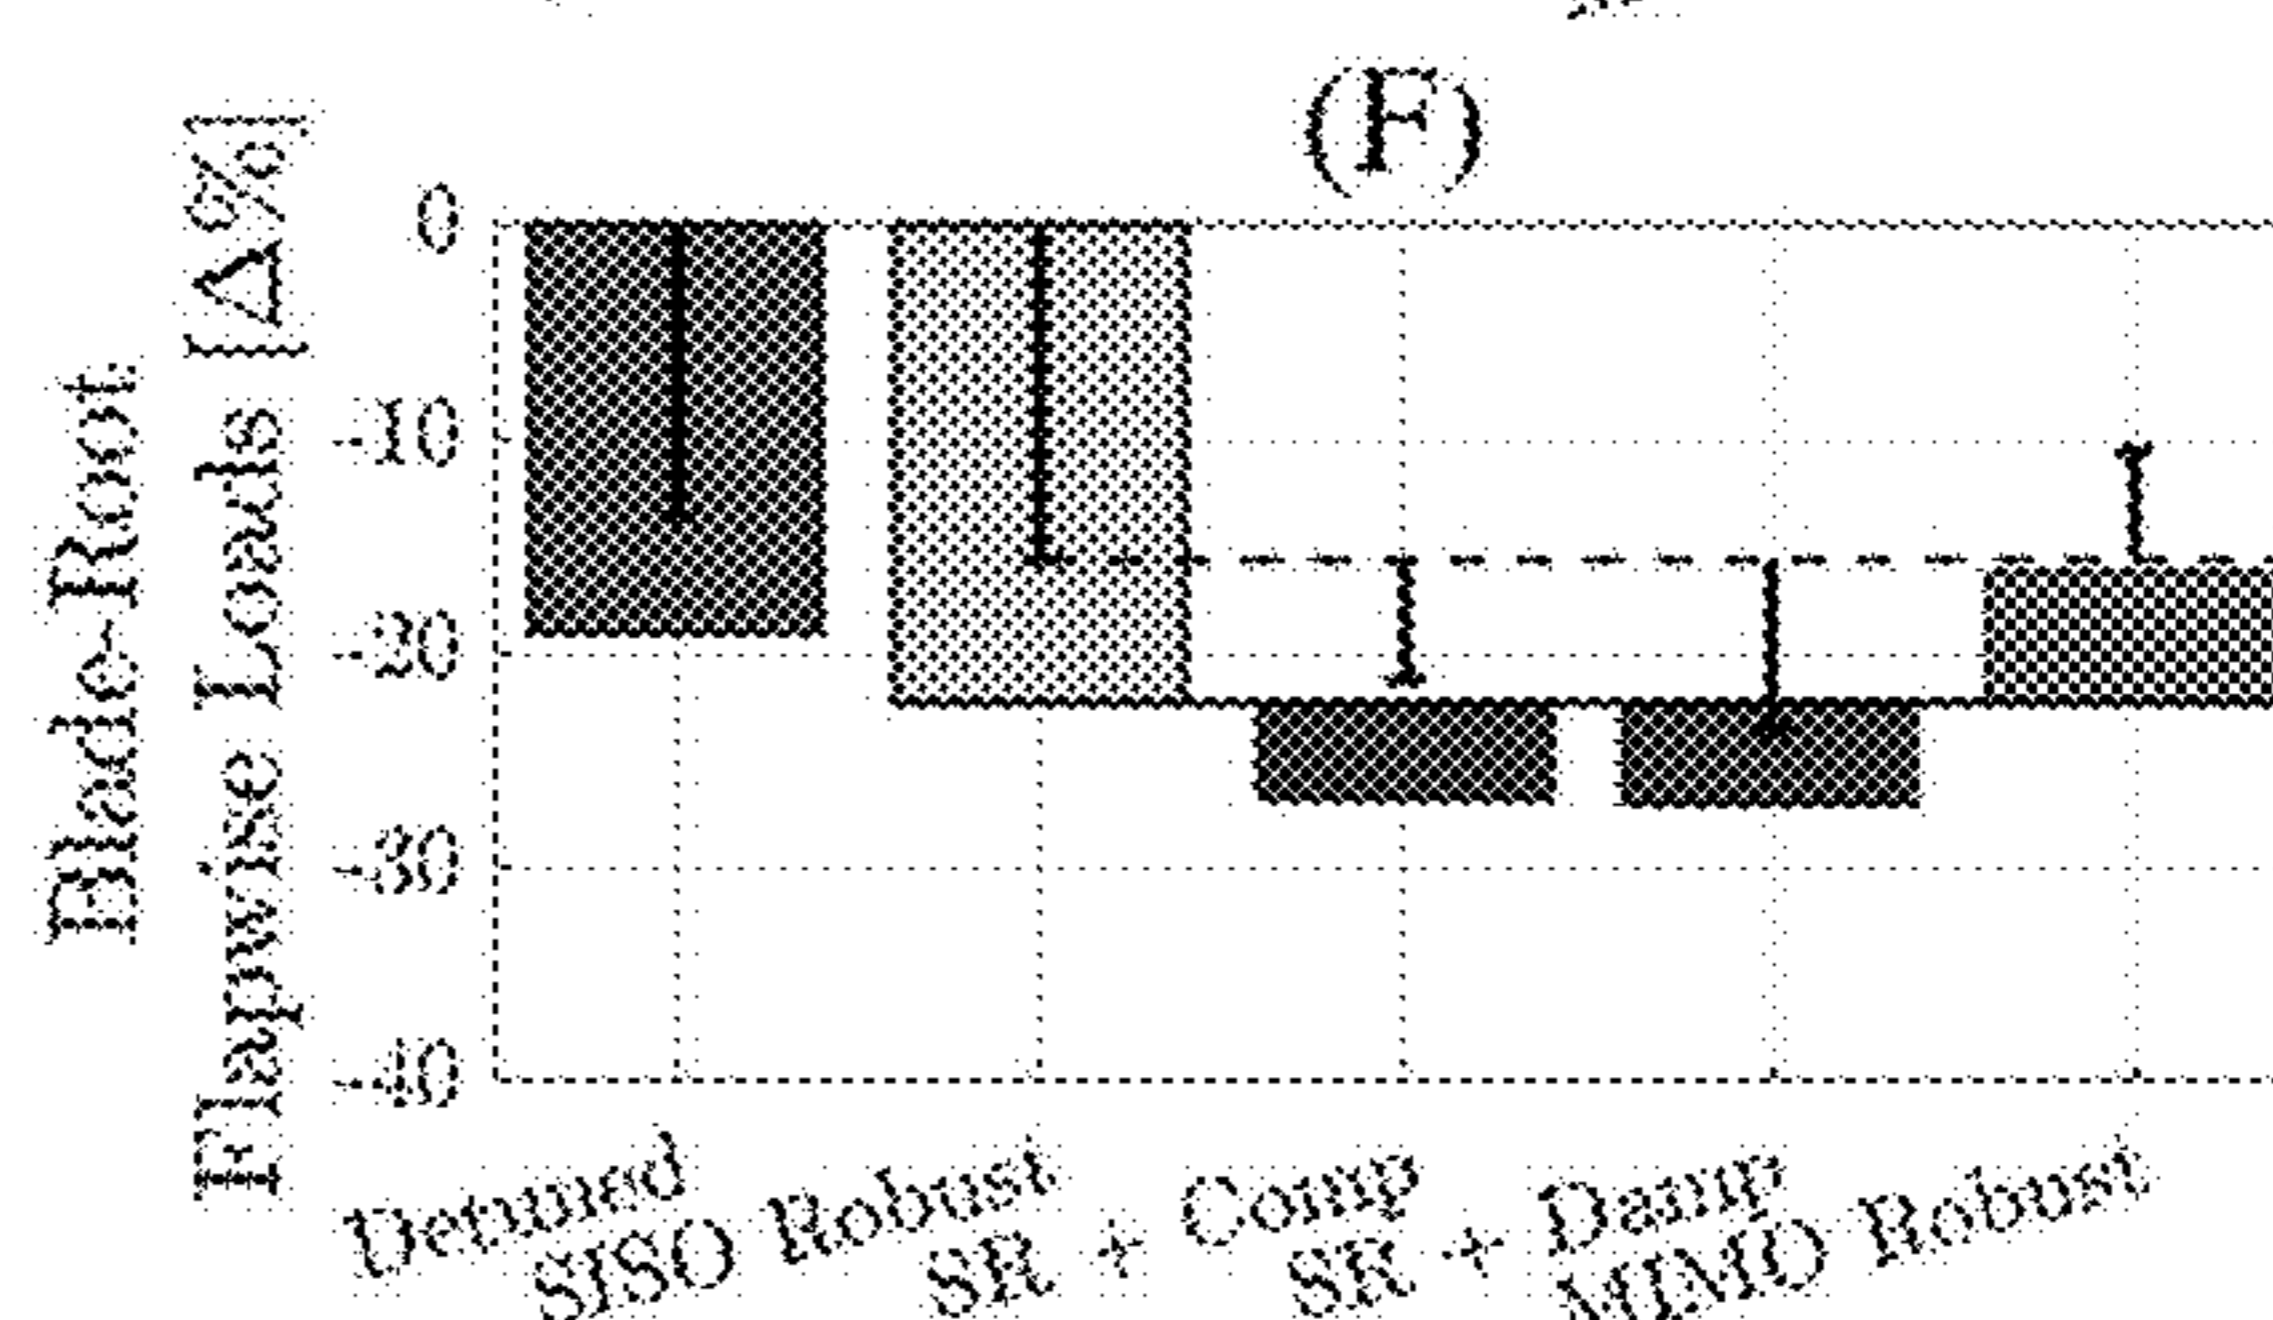 (F)
Blade-Root
Flapwise Loads [Δ%]
0
-10
-20
-30
-40
Detuned
SISO Robust
SR + Comp
SR + Damp
MIMO Robust